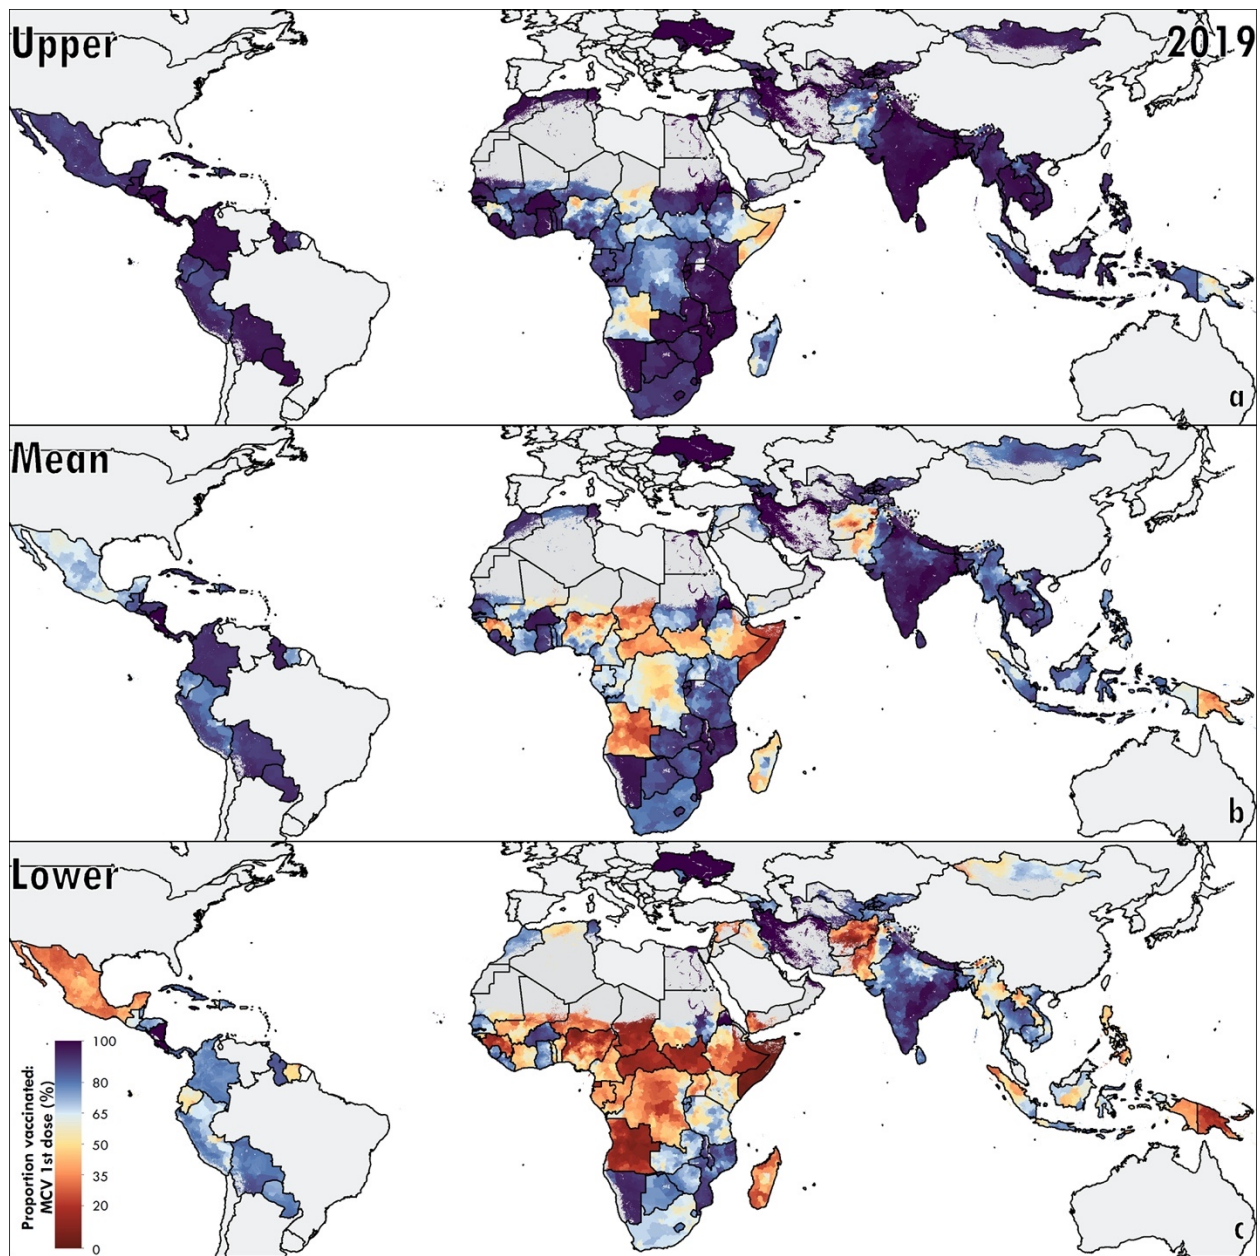 Upper
2019
a
Mean
b
Lower
Proportion vaccinated:
MCV 1st dose (%)
100
80
65
50
35
20
0
c